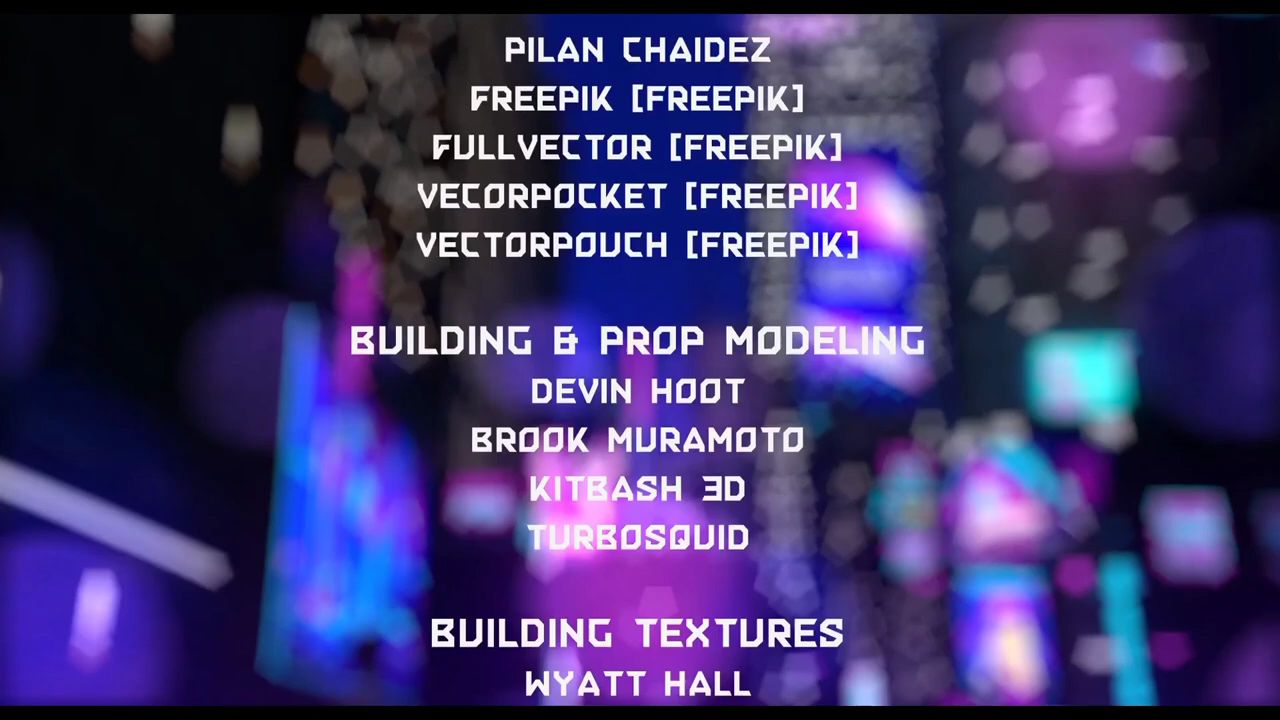 PILAN CHAIDEZ
FREEPIK [FREEPIK]
FULLVECTOR [FREEPIK]
VECORPOCKET [FREEPIK]
VECTORPOUCH [FREEPIK]
BUILDING & PROP MODELING
DEVIN HOOT
BROOK MURAMOTO
KITBASH 3D
TURBOSQUID
BUILDING TEXTURES
WYATT HALL